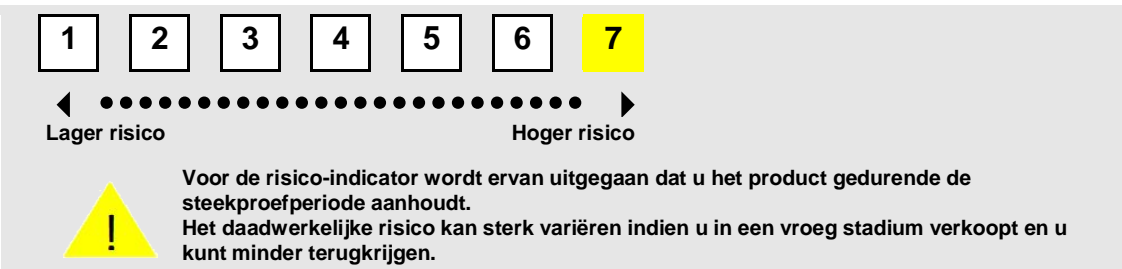 1 2 3 4 5 6 7
Lager risico Hoger risico
!
Voor de risico-indicator wordt ervan uitgegaan dat u het product gedurende de
steekproefperiode aanhoudt.
Het daadwerkelijke risico kan sterk variëren indien u in een vroeg stadium verkoopt en u
kunt minder terugkrijgen.